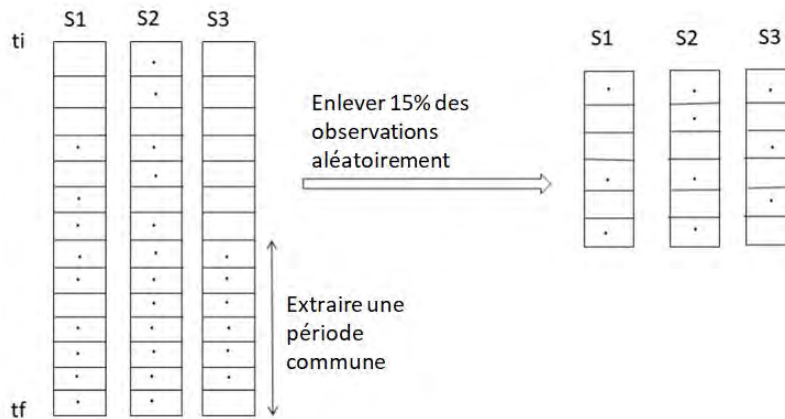 S1 S2 S3
ti
S1 S2 S3
Enlever 15% des
observations
aléatoirement
Extraire une
période
commune
tf